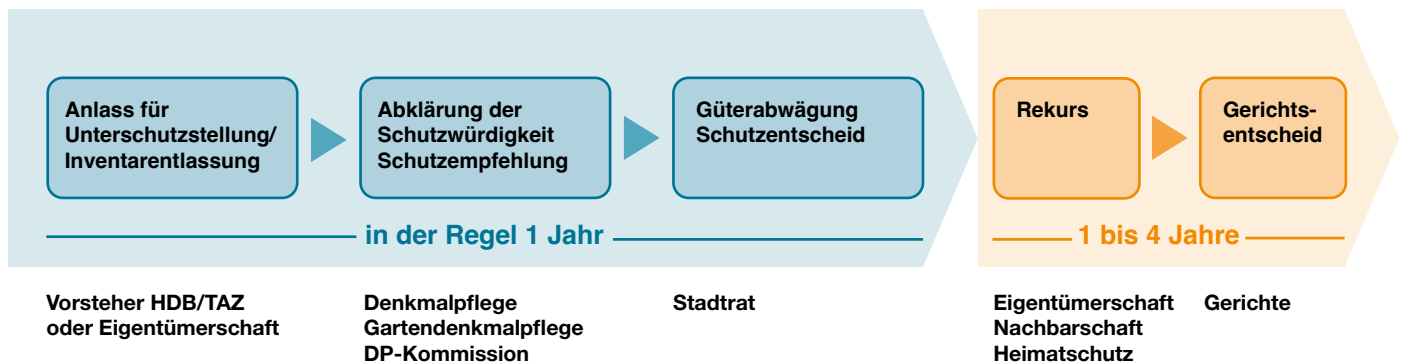 Anlass für
Unterschutzstellung/
Inventarentlassung
Abklärung der
Schutzwürdigkeit
Schutzempfehlung
Güterabwägung
Schutzentscheid
Rekurs
Gerichts-
entscheid
in der Regel 1 Jahr
1 bis 4 Jahre
Vorsteher HDB/TAZ
oder Eigentümerschaft
Denkmalpflege
Gartendenkmalpflege
DP-Kommission
Stadtrat
Eigentümerschaft
Nachbarschaft
Heimatschutz
Gerichte